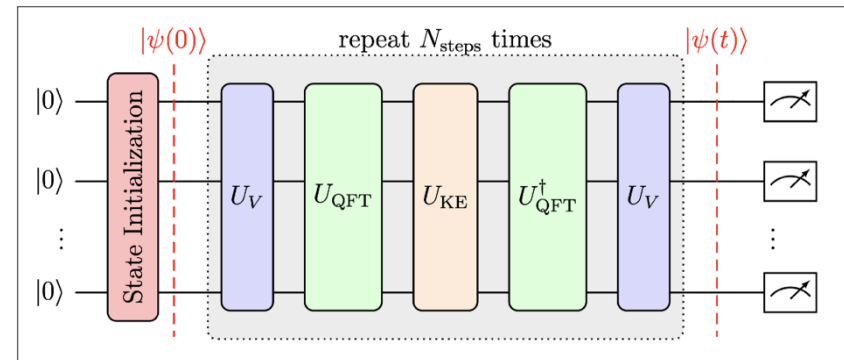 |ψ(0)⟩ repeat N_steps times |ψ(t)⟩
|0⟩
|0⟩
⋮ ⋮
|0⟩
State Initialization
U_V U_QFT U_KE U†_QFT U_V